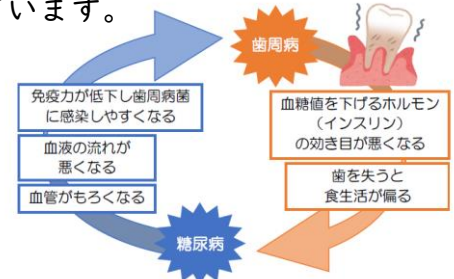 ています。
歯周病
免疫力が低下し歯周病菌
に感染しやすくなる
血液の流れが
悪くなる
血管がもろくなる
血糖値を下げるホルモン
（インスリン）
の効き目が悪くなる
歯を失うと
食生活が偏る
糖尿病